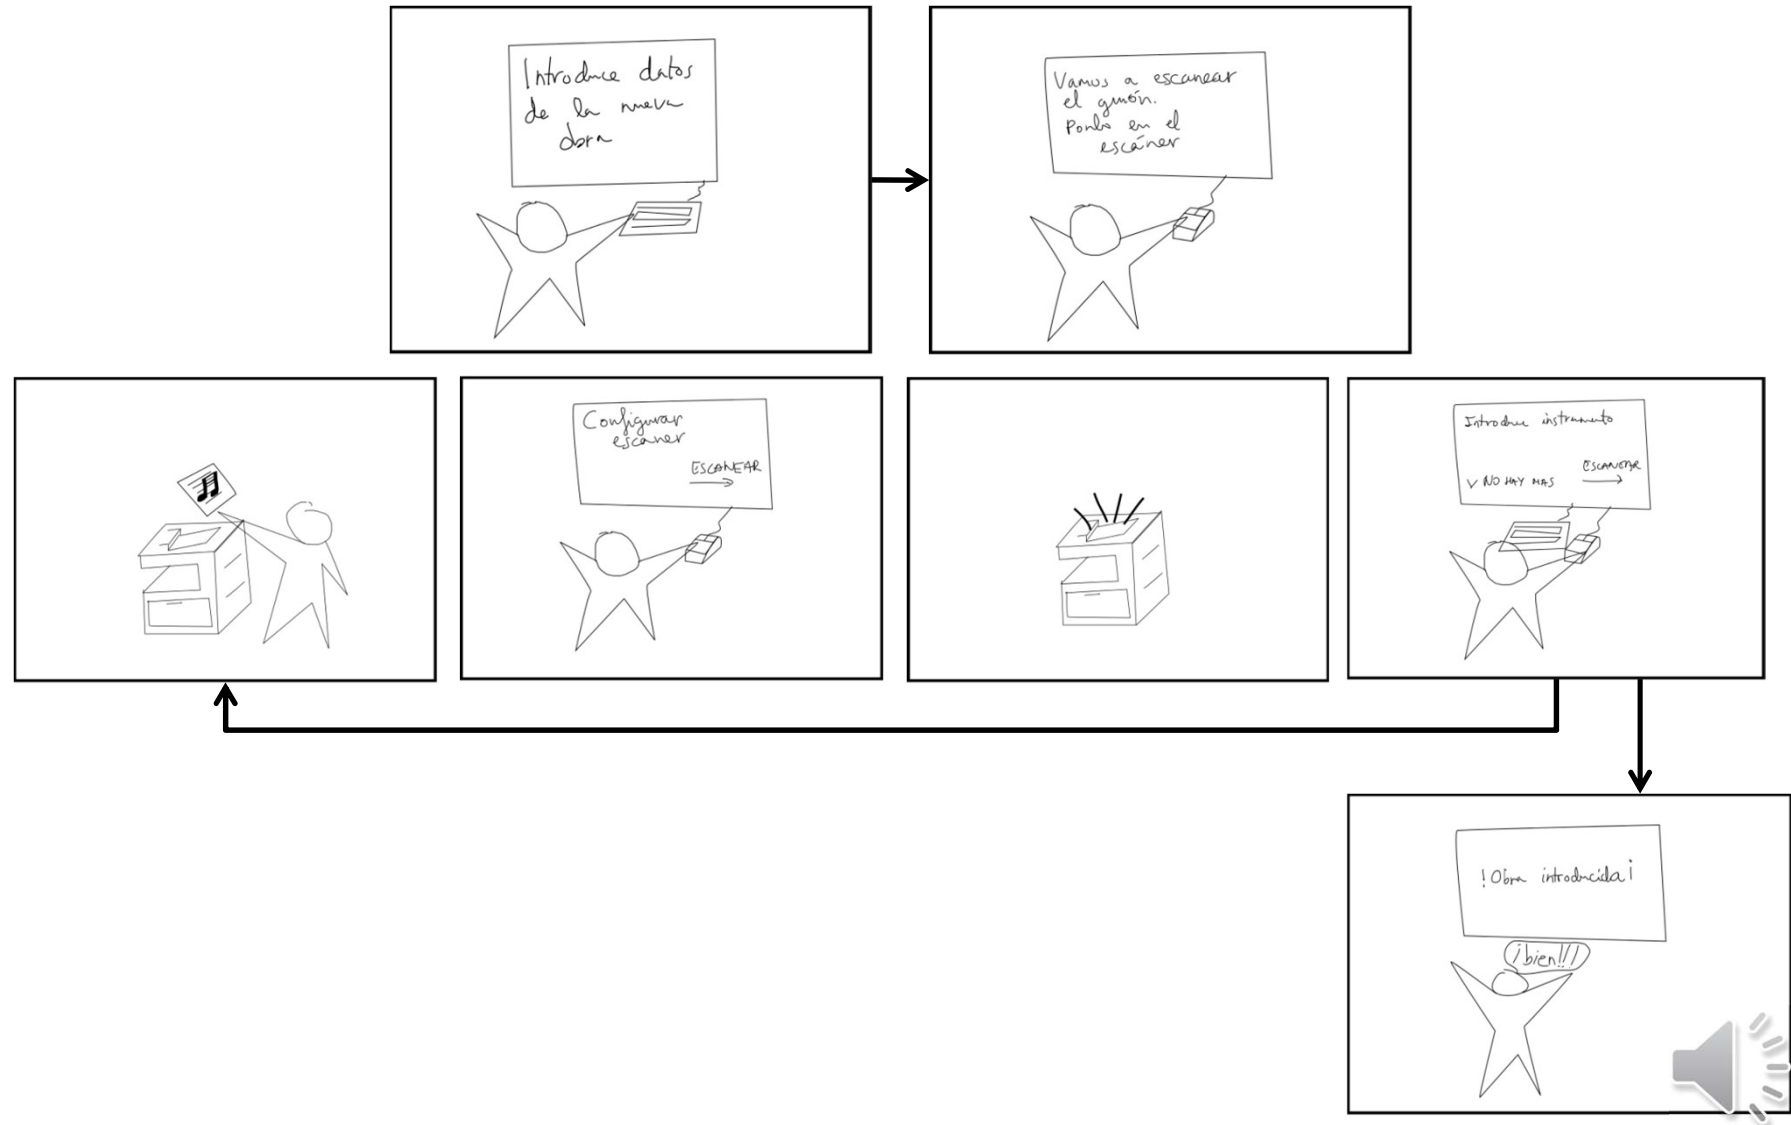 Introduce datos
de la nueva
obra
Vamos a escanear
el guión.
Ponlo en el
escáner
Configurar
escaner
ESCANEAR
Introduce instrumento
ESCANEAR
V NO HAY MAS
!Obra introducida¡
¡bien!!!